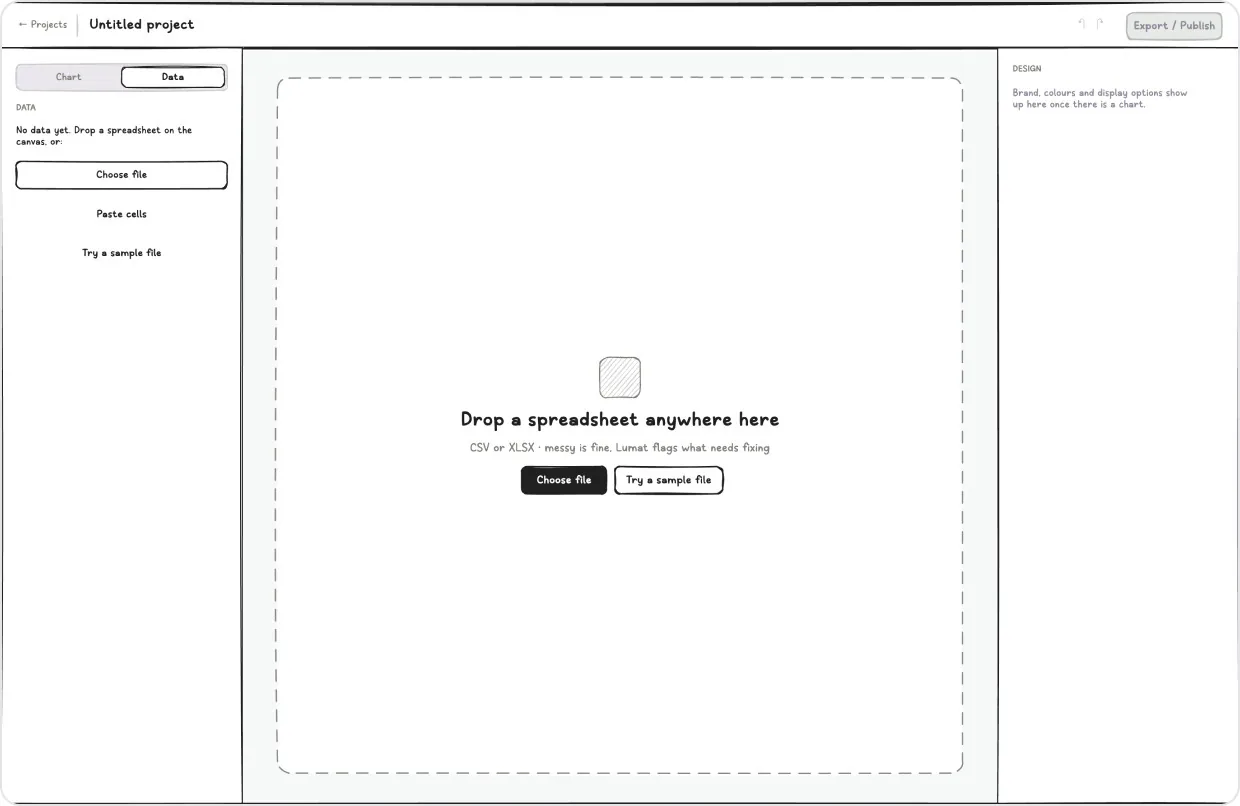 ← Projects
Untitled project
Export / Publish
Chart
Data
DATA
No data yet. Drop a spreadsheet on the
canvas, or:
Choose file
Paste cells
Try a sample file
Drop a spreadsheet anywhere here
CSV or XLSX · messy is fine, Lumat flags what needs fixing
Choose file
Try a sample file
DESIGN
Brand, colours and display options show
up here once there is a chart.